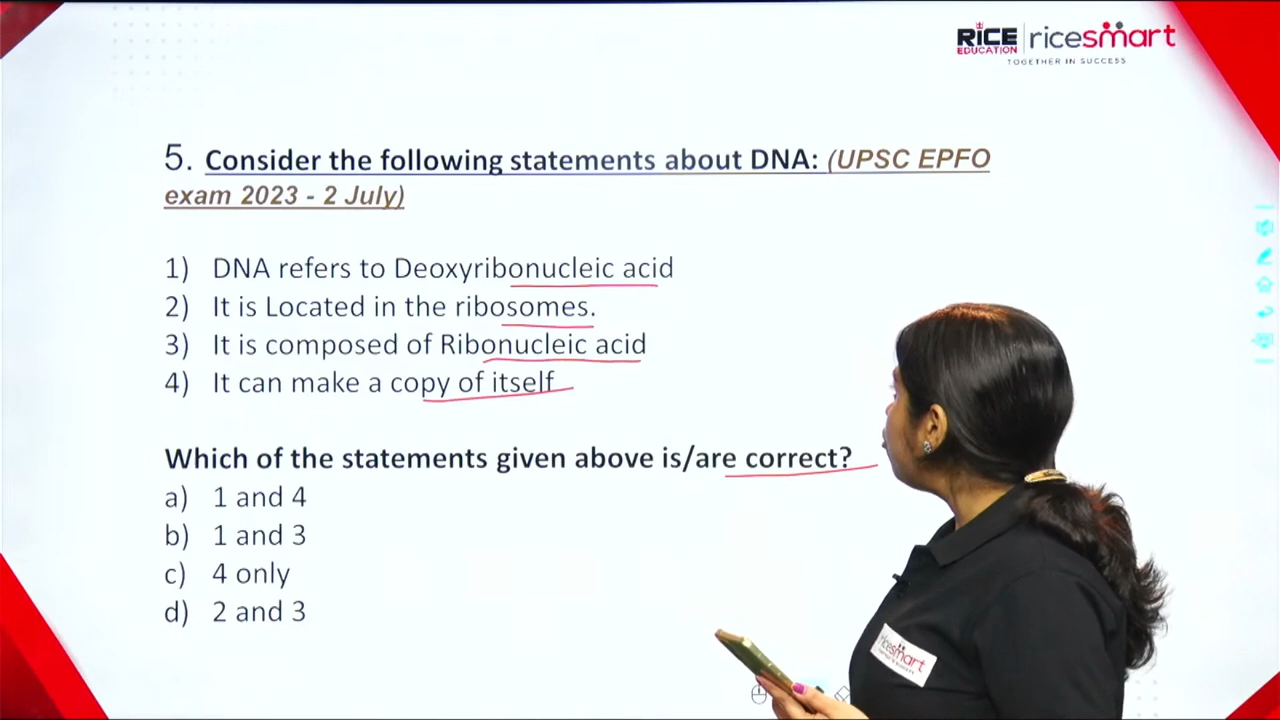 RICE EDUCATION | ricesmart
TOGETHER IN SUCCESS
5. Consider the following statements about DNA: (UPSC EPFO
exam 2023 - 2 July)
1) DNA refers to Deoxyribonucleic acid
2) It is Located in the ribosomes.
3) It is composed of Ribonucleic acid
4) It can make a copy of itself
Which of the statements given above is/are correct?
a) 1 and 4
b) 1 and 3
c) 4 only
d) 2 and 3
ricesmart